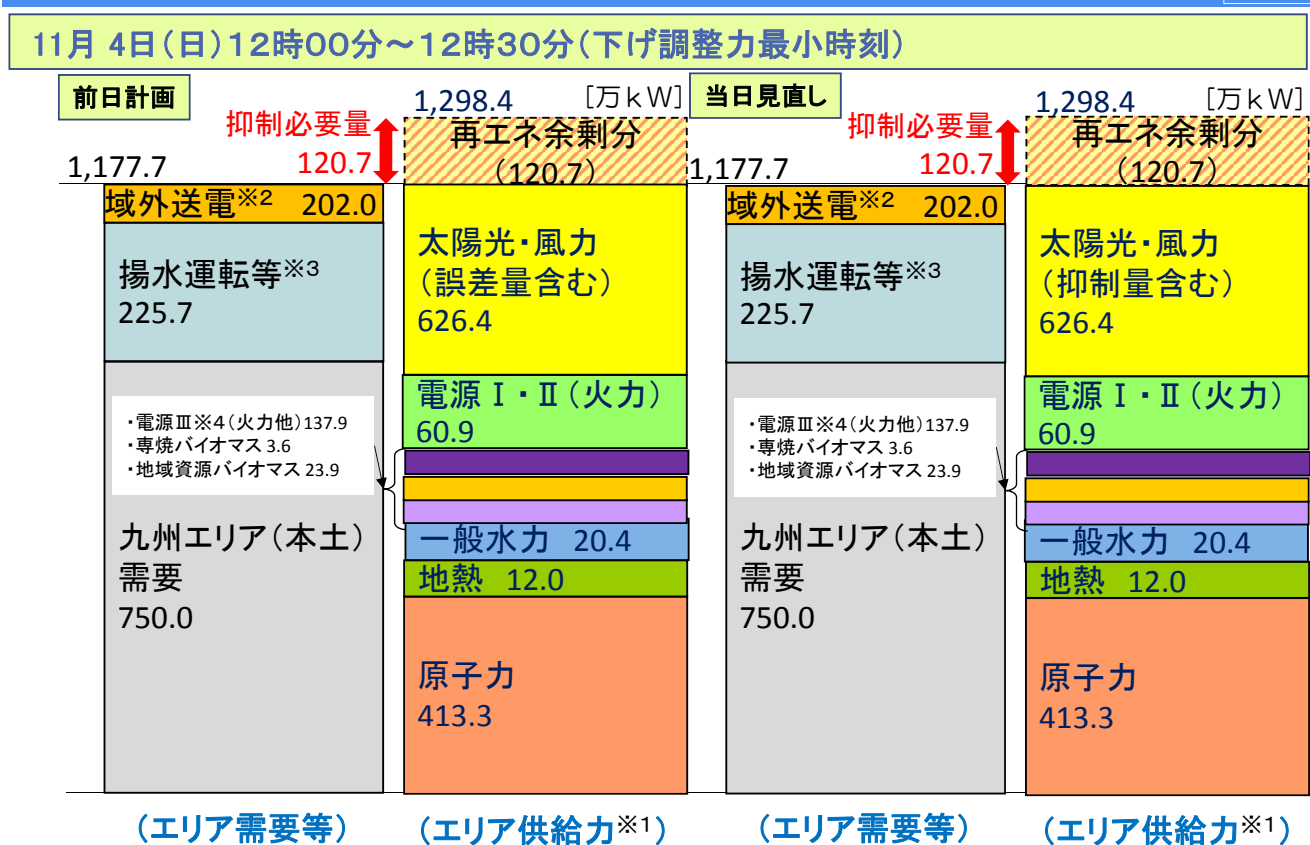 11月 4日(日)12時00分～12時30分(下げ調整力最小時刻)
前日計画
抑制必要量
120.7
1,298.4
[万kW]
再エネ余剰分
(120.7)
1,177.7
域外送電※2 202.0
揚水運転等※3
225.7
・電源Ⅲ※4(火力他)137.9
・専焼バイオマス 3.6
・地域資源バイオマス 23.9
九州エリア(本土)
需要
750.0
太陽光・風力
(誤差量含む)
626.4
電源Ⅰ・Ⅱ(火力)
60.9
一般水力 20.4
地熱 12.0
原子力
413.3
(エリア需要等)
(エリア供給力※1)
当日見直し
抑制必要量
120.7
1,298.4
[万kW]
再エネ余剰分
(120.7)
1,177.7
域外送電※2 202.0
揚水運転等※3
225.7
・電源Ⅲ※4(火力他)137.9
・専焼バイオマス 3.6
・地域資源バイオマス 23.9
九州エリア(本土)
需要
750.0
太陽光・風力
(抑制量含む)
626.4
電源Ⅰ・Ⅱ(火力)
60.9
一般水力 20.4
地熱 12.0
原子力
413.3
(エリア需要等)
(エリア供給力※1)